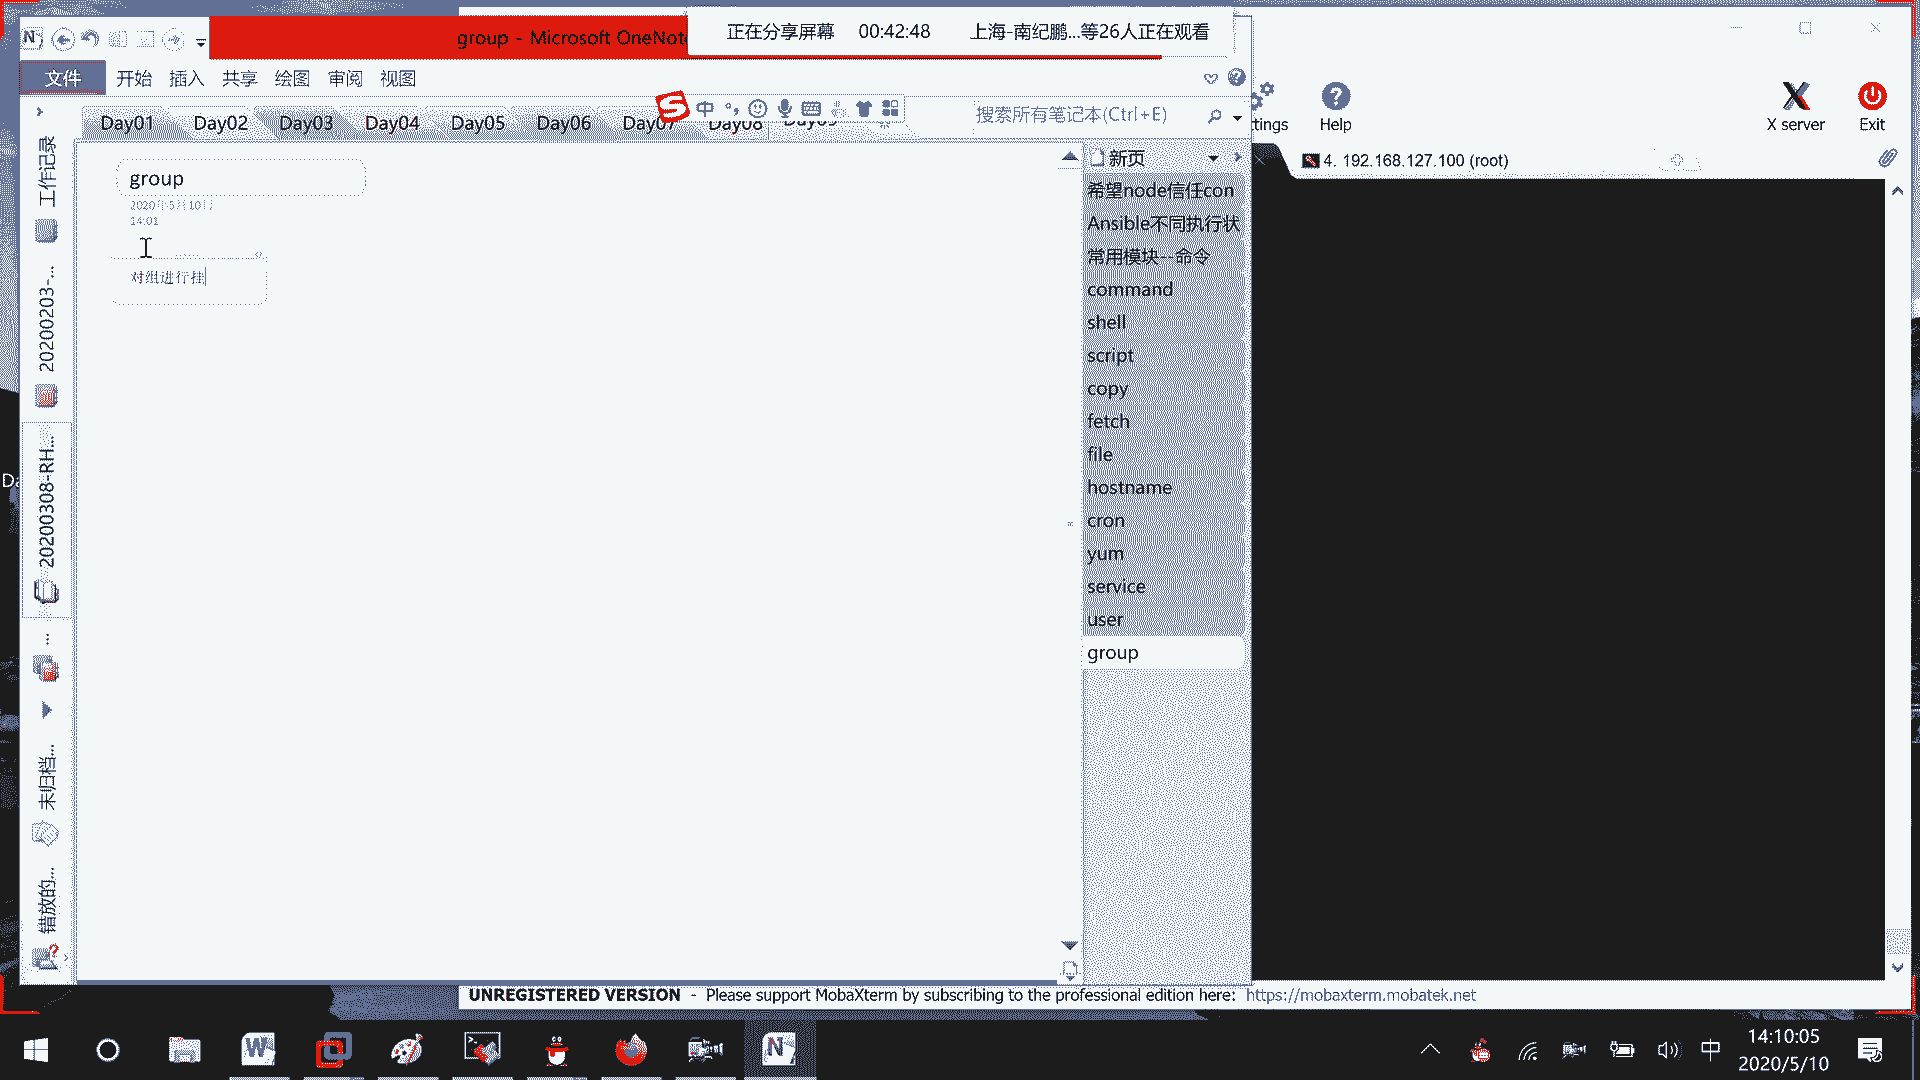 group - Microsoft OneNot
正在分享屏幕 00:42:48 上海-南纪鹏...等26人正在观看
文件 开始 插入 共享 绘图 审阅 视图
中
搜索所有笔记本(Ctrl+E)
Day01 Day02 Day03 Day04 Day05 Day06 Day07 Day08 Day09
tings Help X server Exit
4. 192.168.127.100 (root)
group
2020年5月10日
14:01
对组进行挂
新页
希望node信任con
Ansible不同执行状
常用模块--命令
command
shell
script
copy
fetch
file
hostname
cron
yum
service
user
group
工作记录
20200203-...
20200308-RH...
...
未归档...
错放的...
Da
UNREGISTERED VERSION - Please support MobaXterm by subscribing to the professional edition here: https://mobaxterm.mobatek.net
中
14:10:05
2020/5/10